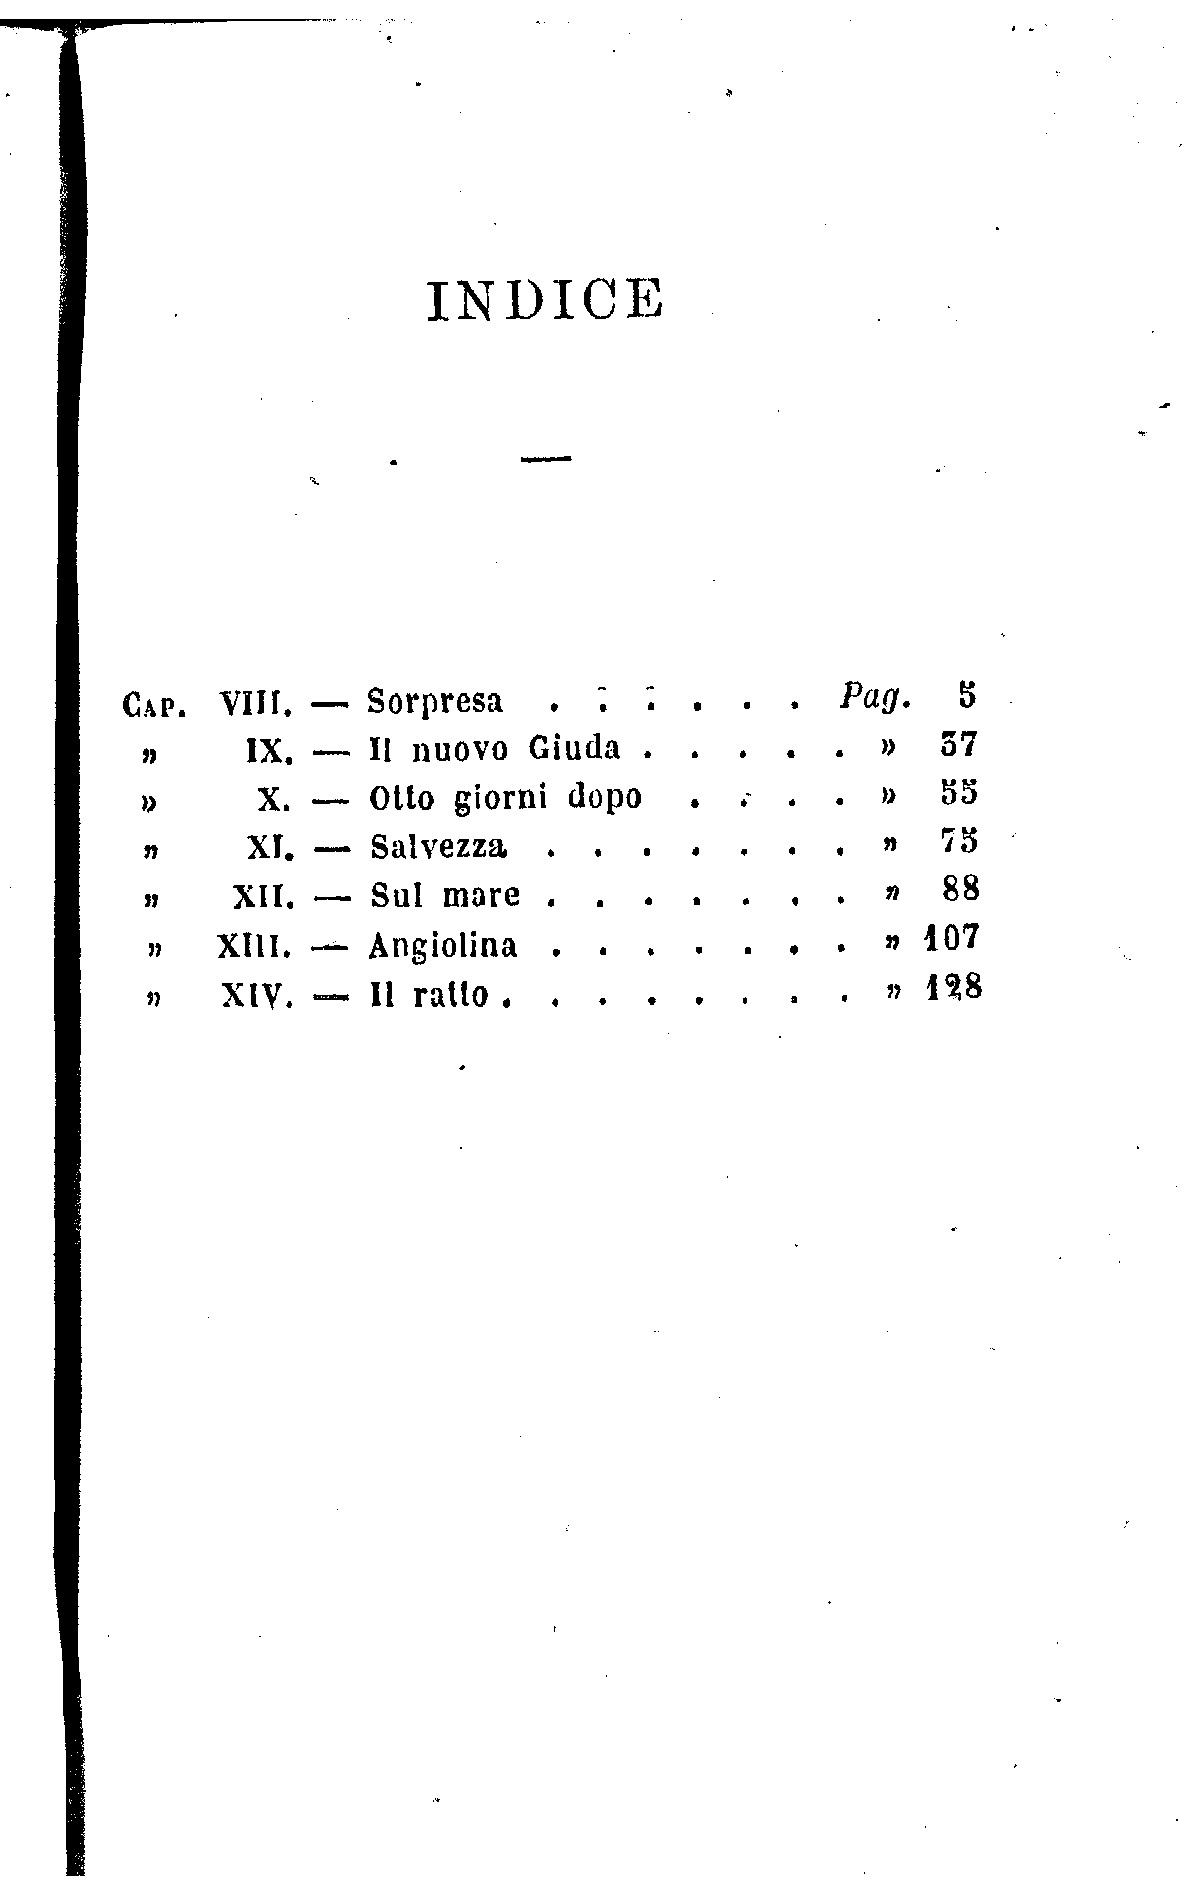 INDICE
CAP. VIII. — Sorpresa . . . . . . Pag. 5
„ IX. — Il nuovo Giuda . . . . . » 37
» X. — Otto giorni dopo . . . . » 55
„ XI. — Salvezza . . . . . . . „ 75
„ XII. — Sul mare . . . . . . . „ 88
„ XIII. — Angiolina . . . . . . . „ 107
„ XIV. — Il ratto . . . . . . . . „ 128